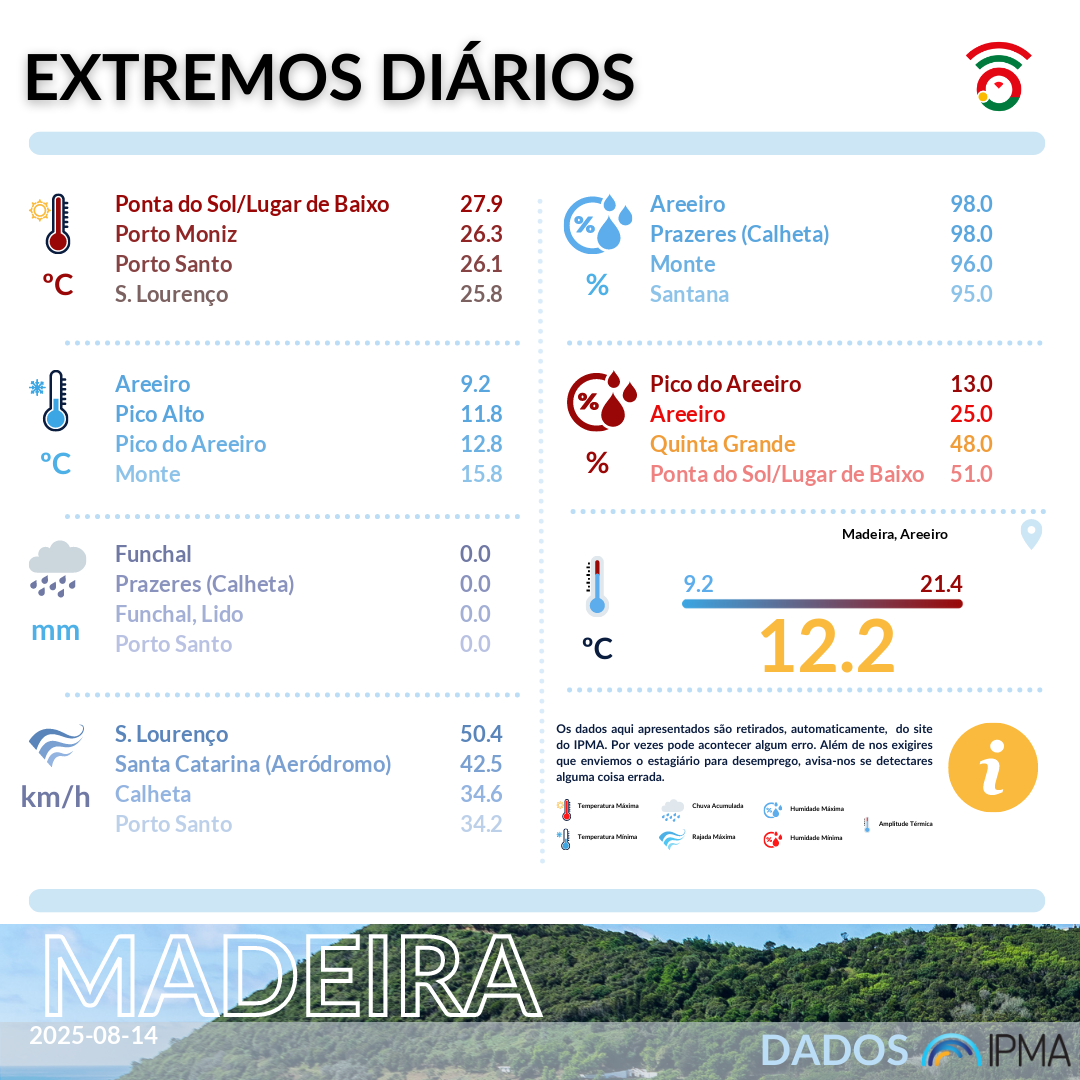 EXTREMOS DIÁRIOS
ºC
Ponta do Sol/Lugar de Baixo 27.9
Porto Moniz 26.3
Porto Santo 26.1
S. Lourenço 25.8
%
Areeiro 98.0
Prazeres (Calheta) 98.0
Monte 96.0
Santana 95.0
ºC
Areeiro 9.2
Pico Alto 11.8
Pico do Areeiro 12.8
Monte 15.8
%
%
Pico do Areeiro 13.0
Areeiro 25.0
Quinta Grande 48.0
Ponta do Sol/Lugar de Baixo 51.0
%
mm
Funchal 0.0
Prazeres (Calheta) 0.0
Funchal, Lido 0.0
Porto Santo 0.0
Madeira, Areeiro
ºC
9.2 21.4
12.2
km/h
S. Lourenço 50.4
Santa Catarina (Aeródromo) 42.5
Calheta 34.6
Porto Santo 34.2
Os dados aqui apresentados são retirados, automaticamente, do site
do IPMA. Por vezes pode acontecer algum erro. Além de nos exigires
que enviemos o estagiário para desemprego, avisa-nos se detectares
alguma coisa errada.
i
Temperatura Máxima
Chuva Acumulada
Humidade Máxima
Amplitude Térmica
Temperatura Mínima
Rajada Máxima
Humidade Mínima
MADEIRA
2025-08-14
DADOS IPMA